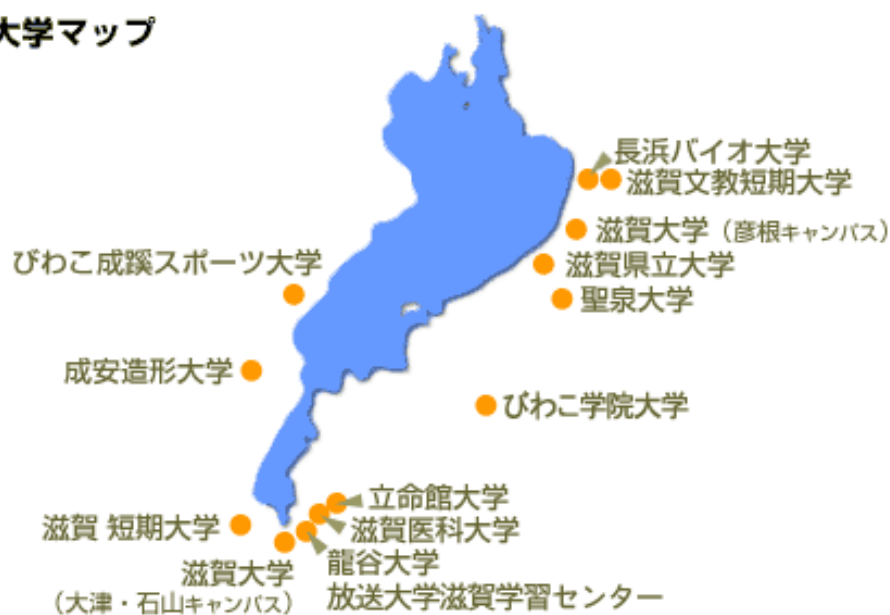 大学マップ
長浜バイオ大学
滋賀文教短期大学
滋賀大学（彦根キャンパス）
びわこ成蹊スポーツ大学
滋賀県立大学
聖泉大学
成安造形大学
びわこ学院大学
立命館大学
滋賀 短期大学
滋賀医科大学
龍谷大学
滋賀大学
（大津・石山キャンパス）
放送大学滋賀学習センター